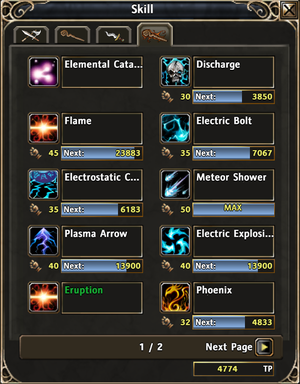 Skill
Elemental Cata...
Discharge
30 Next: 3850
Flame
45 Next: 23883
Electric Bolt
35 Next: 7067
Electrostatic C...
35 Next: 6183
Meteor Shower
50 MAX
Plasma Arrow
40 Next: 13900
Electric Explosi...
40 Next: 13900
Eruption
Phoenix
32 Next: 4833
1 / 2 Next Page
4774 TP